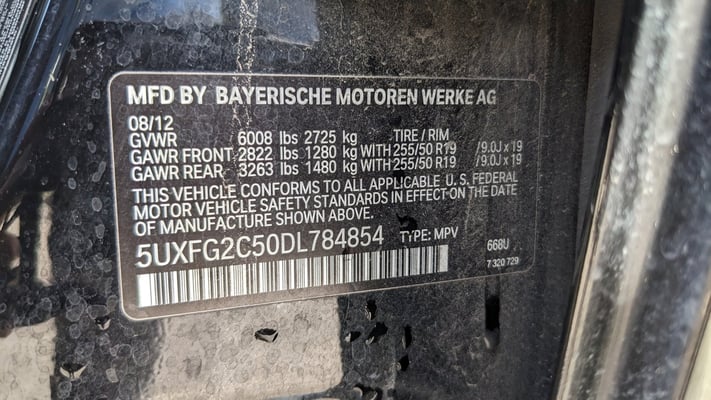 MFD BY BAYERISCHE MOTOREN WERKE AG
08/12
GVWR 6008 lbs 2725 kg TIRE / RIM
GAWR FRONT 2822 lbs 1280 kg WITH 255/50 R19 /9.0J x 19
GAWR REAR 3263 lbs 1480 kg WITH 255/50 R19 /9.0J x 19
THIS VEHICLE CONFORMS TO ALL APPLICABLE U.S. FEDERAL
MOTOR VEHICLE SAFETY STANDARDS IN EFFECT ON THE DATE
OF MANUFACTURE SHOWN ABOVE.
5UXFG2C50DL784854 TYPE: MPV 668U
7 320 729